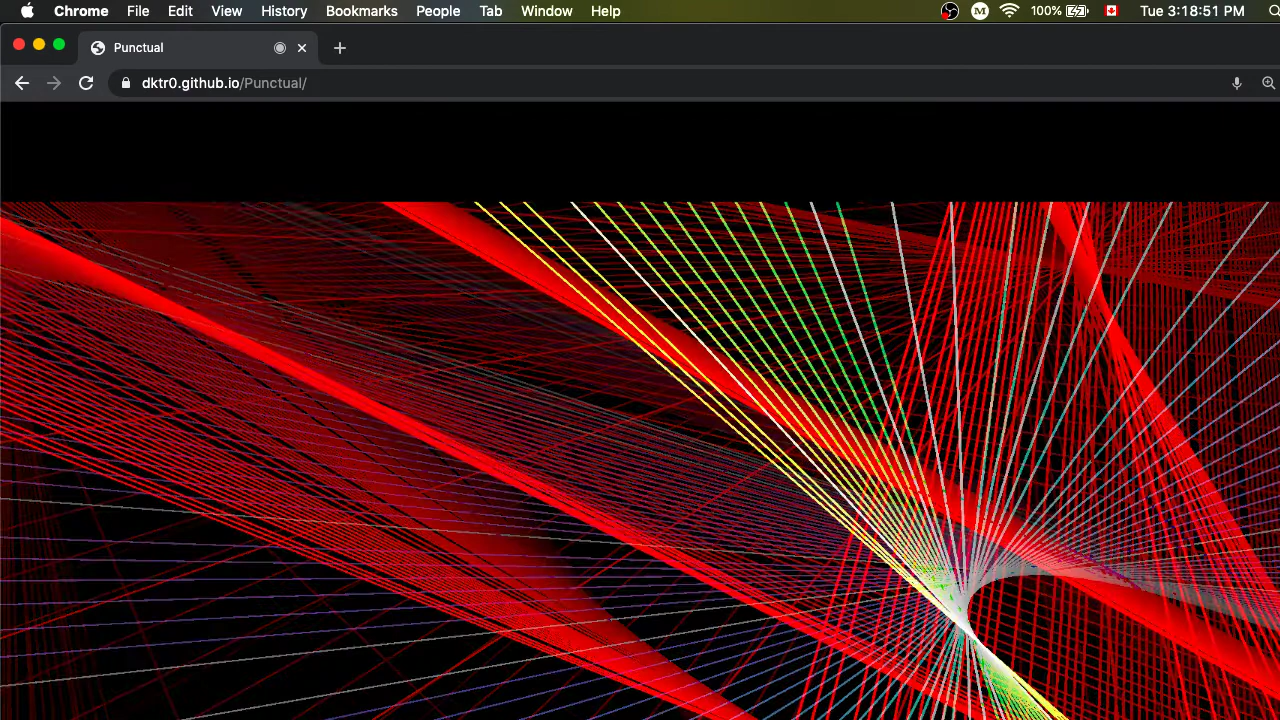 Chrome File Edit View History Bookmarks People Tab Window Help M 100% Tue 3:18:51 PM
Punctual
dktr0.github.io/Punctual/